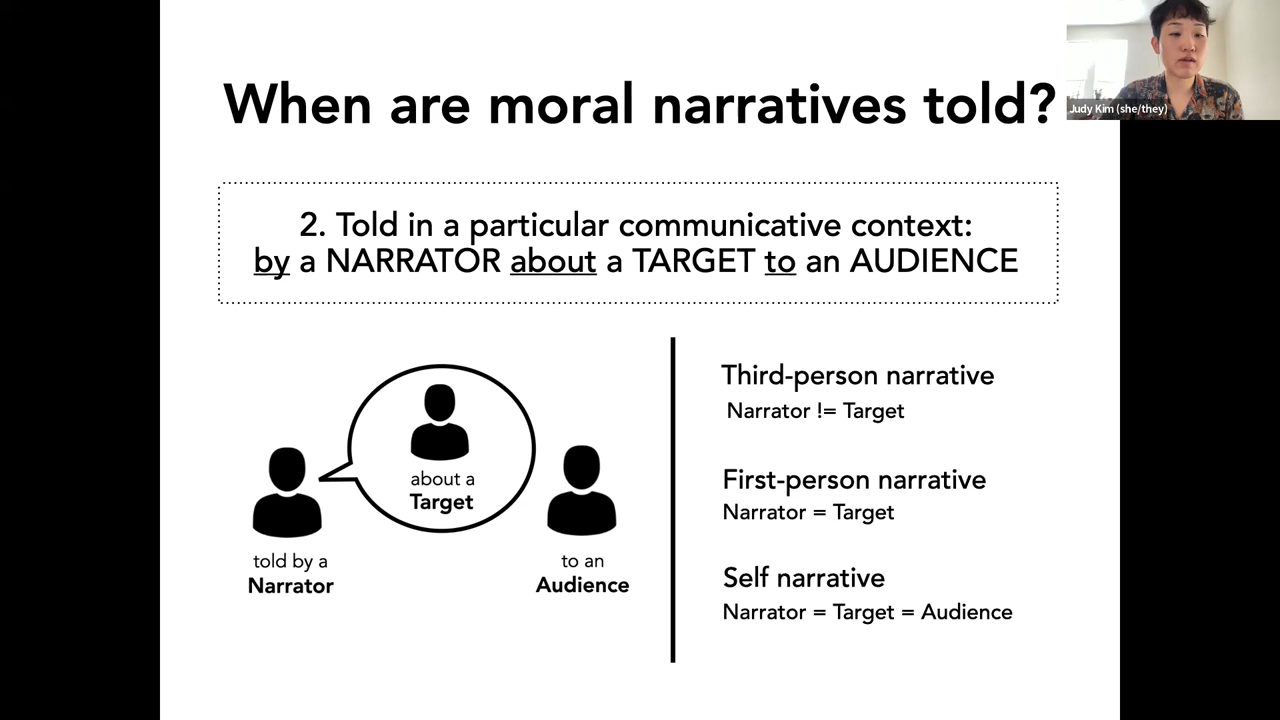 When are moral narratives told?
Judy Kim (she/they)
2. Told in a particular communicative context:
by a NARRATOR about a TARGET to an AUDIENCE
about a
Target
told by a
Narrator
to an
Audience
Third-person narrative
Narrator != Target
First-person narrative
Narrator = Target
Self narrative
Narrator = Target = Audience